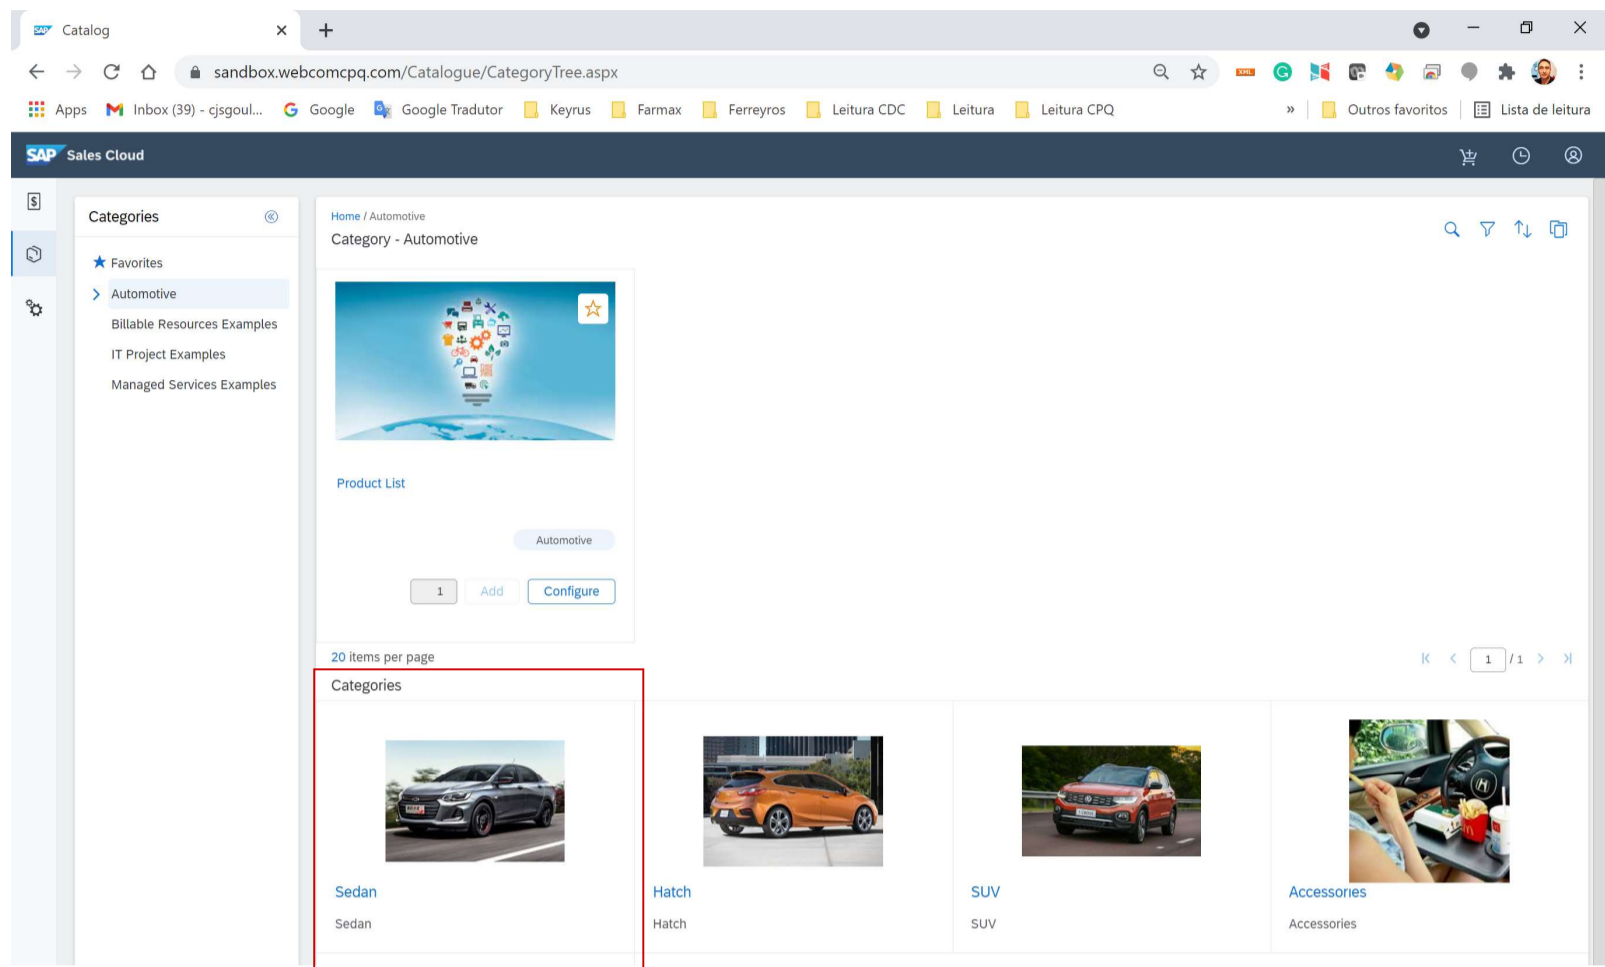 SAP Catalog
sandbox.webcomcpq.com/Catalogue/CategoryTree.aspx
XML
Apps
Inbox (39) - cjsgoul...
Google
Google Tradutor
Keyrus
Farmax
Ferreyros
Leitura CDC
Leitura
Leitura CPQ
»
Outros favoritos
Lista de leitura
SAP Sales Cloud
Categories
Favorites
Automotive
Billable Resources Examples
IT Project Examples
Managed Services Examples
Home / Automotive
Category - Automotive
Product List
Automotive
1
Add
Configure
20 items per page
1 / 1
Categories
Sedan
Sedan
Hatch
Hatch
SUV
SUV
Accessories
Accessories